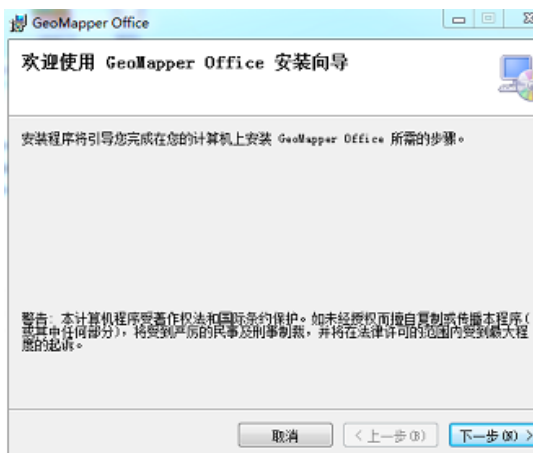 GeoMapper Office
欢迎使用 GeoMapper Office 安装向导
安装程序将引导您完成在您的计算机上安装 GeoMapper Office 所需的步骤。
警告: 本计算机程序受著作权法和国际条约保护。如未经授权而擅自复制或传播本程序(
或其中任何部分)，将受到严厉的民事及刑事制裁，并将在法律许可的范围内受到最大程
度的起诉。
取消
<上一步(B)
下一步(N) >